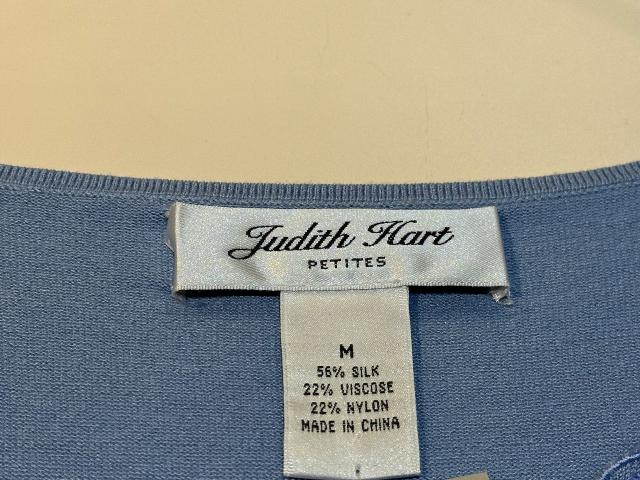 Judith Hart
PETITES
M
56% SILK
22% VISCOSE
22% NYLON
MADE IN CHINA